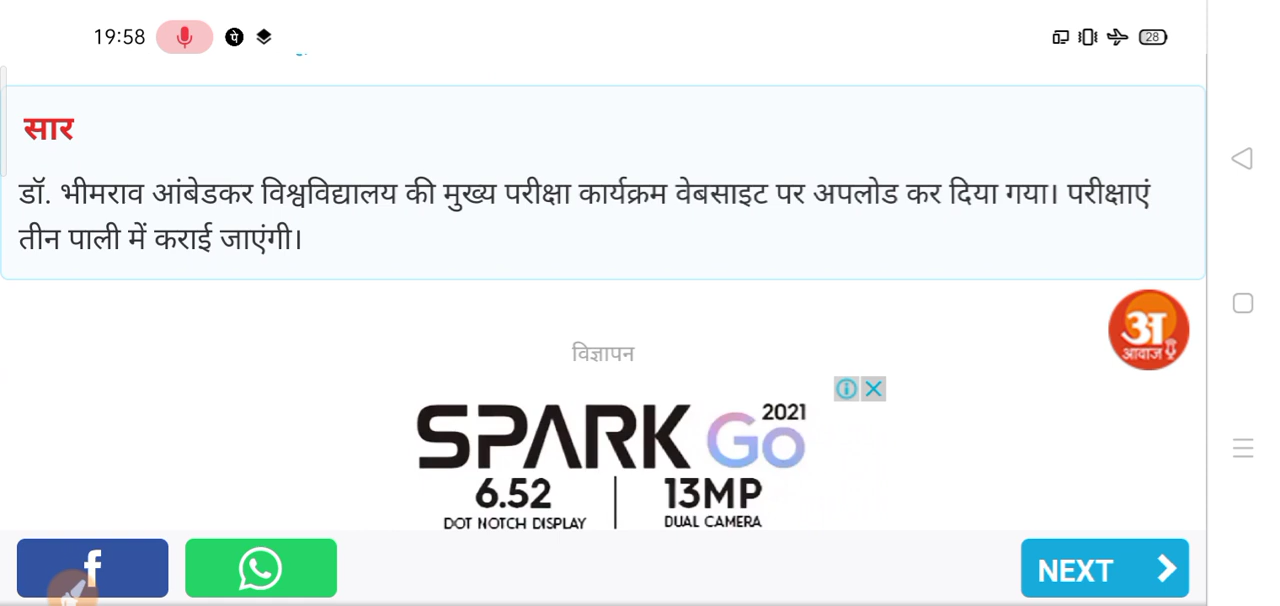 19:58 पे 28
सार
डॉ. भीमराव आंबेडकर विश्वविद्यालय की मुख्य परीक्षा कार्यक्रम वेबसाइट पर अपलोड कर दिया गया। परीक्षाएं
तीन पाली में कराई जाएंगी।
अ
आवाज
विज्ञापन
SPARK Go 2021
6.52 13MP
DOT NOTCH DISPLAY DUAL CAMERA
f NEXT